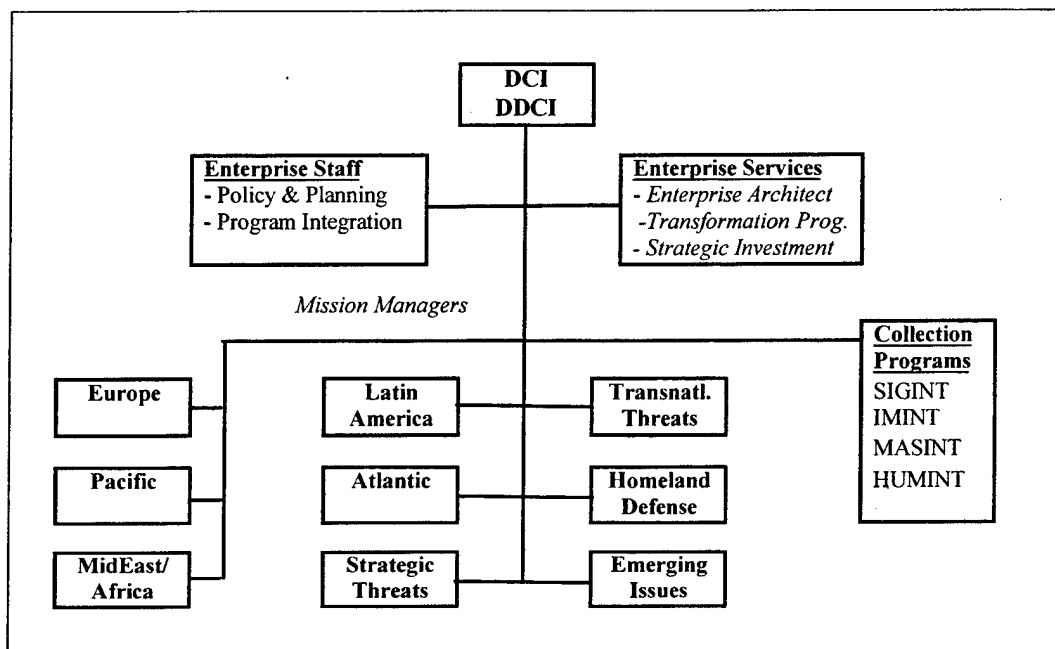 DCI
DDCI
Enterprise Staff
- Policy & Planning
- Program Integration
Enterprise Services
- Enterprise Architect
-Transformation Prog.
- Strategic Investment
Mission Managers
Collection
Programs
SIGINT
IMINT
MASINT
HUMINT
Europe
Latin
America
Transnatl.
Threats
Pacific
Atlantic
Homeland
Defense
MidEast/
Africa
Strategic
Threats
Emerging
Issues